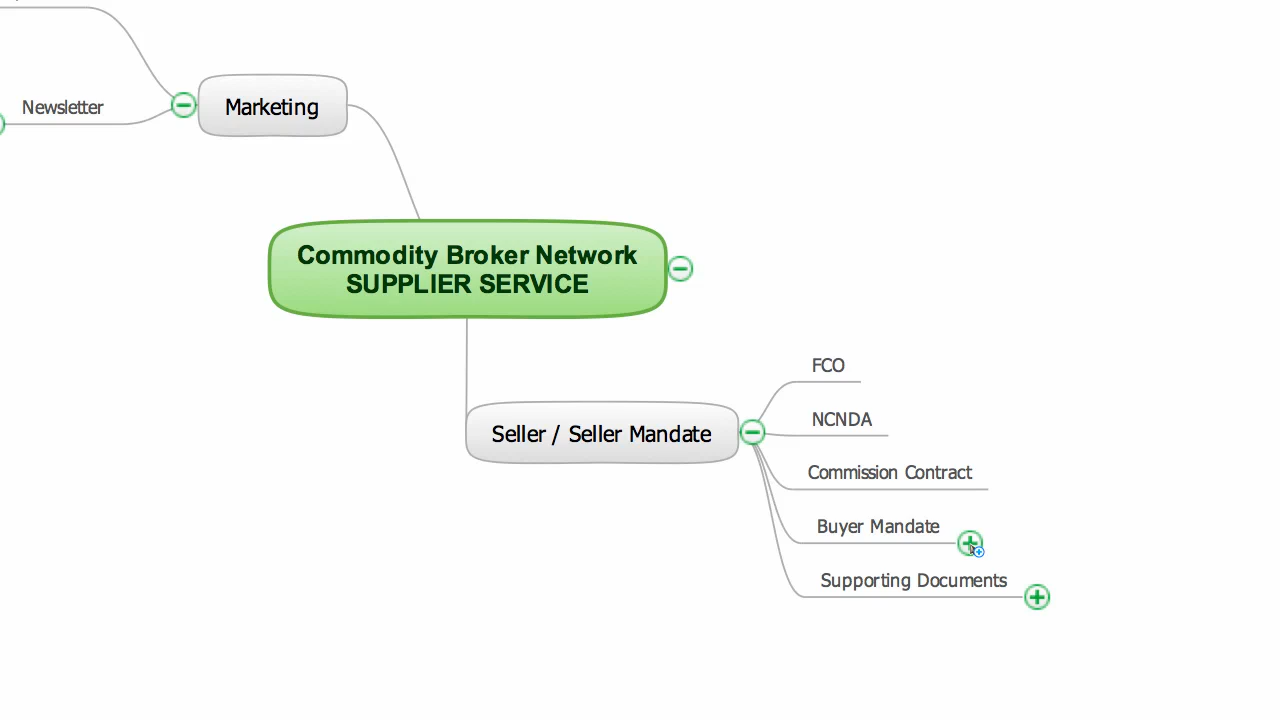 Newsletter
Marketing
Commodity Broker Network
SUPPLIER SERVICE
Seller / Seller Mandate
FCO
NCNDA
Commission Contract
Buyer Mandate
Supporting Documents